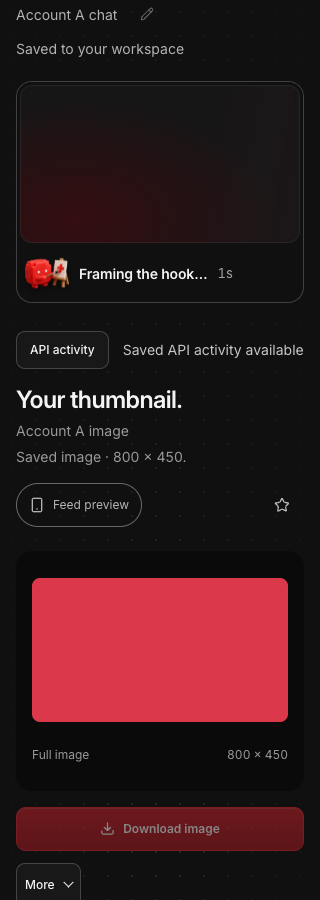 Account A chat
Saved to your workspace
Framing the hook... 1s
API activity Saved API activity available
Your thumbnail.
Account A image
Saved image · 800 × 450.
Feed preview
Full image 800 × 450
Download image
More